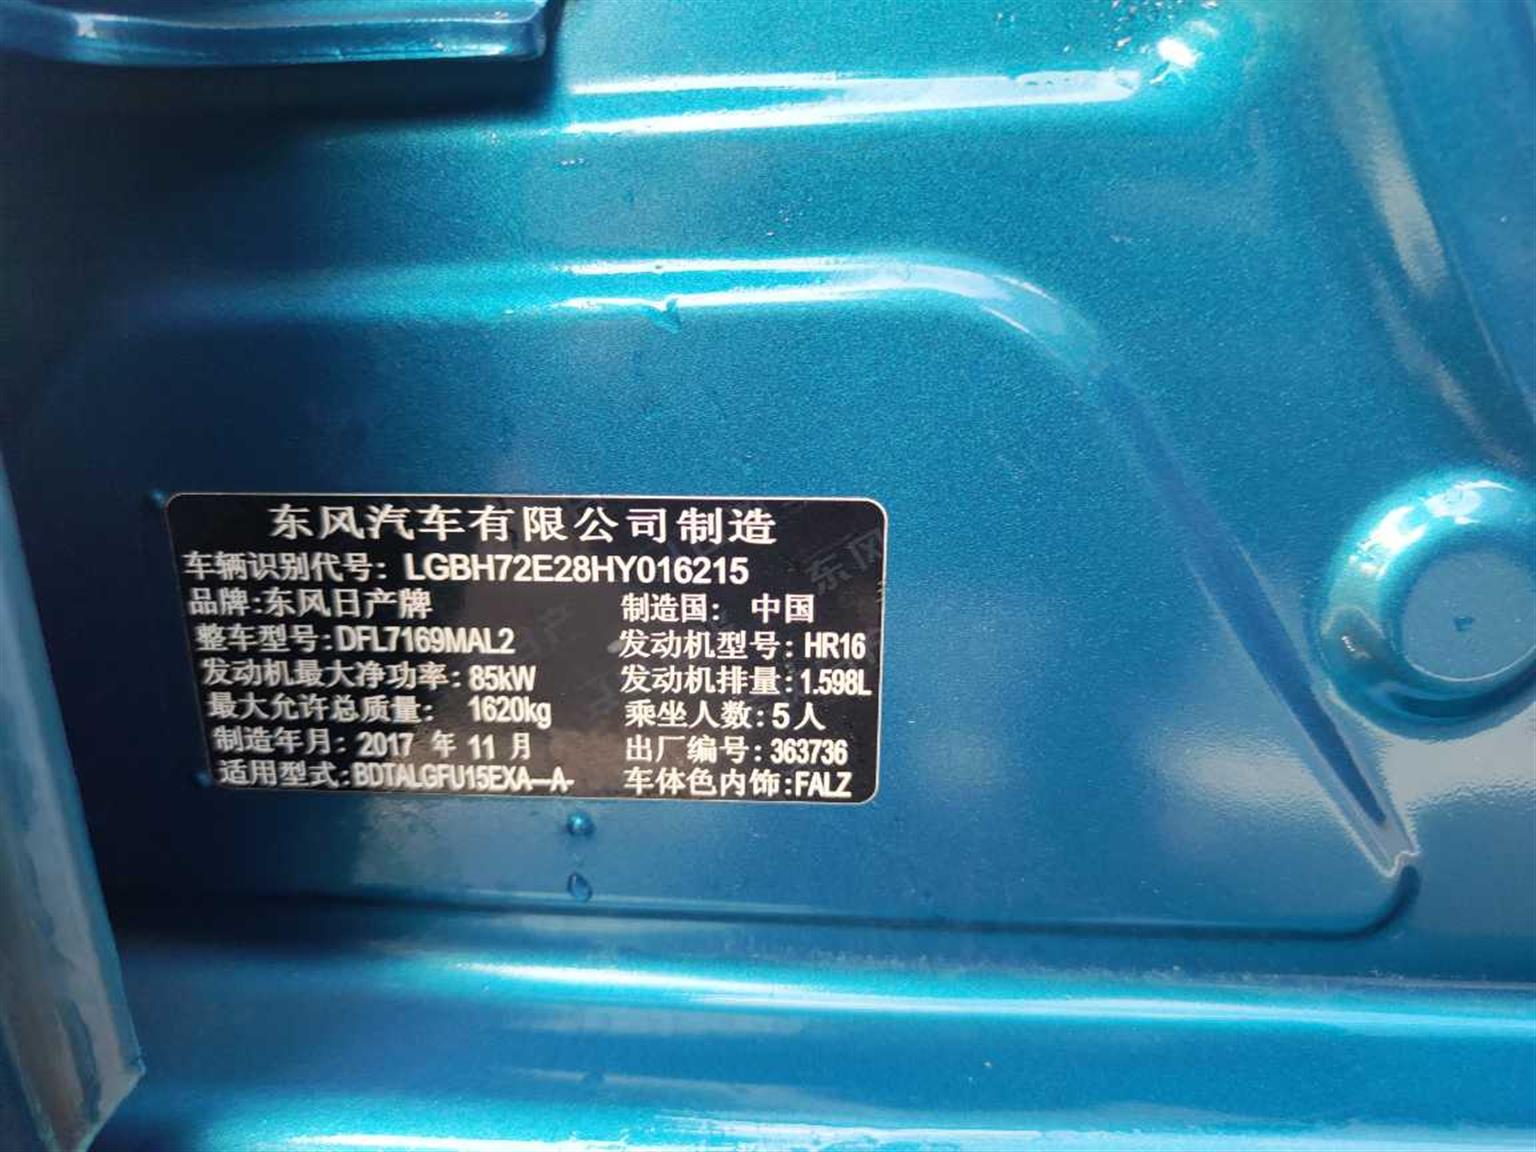 东风汽车有限公司制造
车辆识别代号: LGBH72E28HY016215
品牌:东风日产牌 制造国: 中国
整车型号:DFL7169MAL2 发动机型号:HR16
发动机最大净功率:85kW 发动机排量:1.598L
最大允许总质量: 1620kg 乘坐人数:5人
制造年月:2017 年 11 月 出厂编号:363736
适用型式:BDTALGFU15EXA—A- 车体色内饰:FALZ